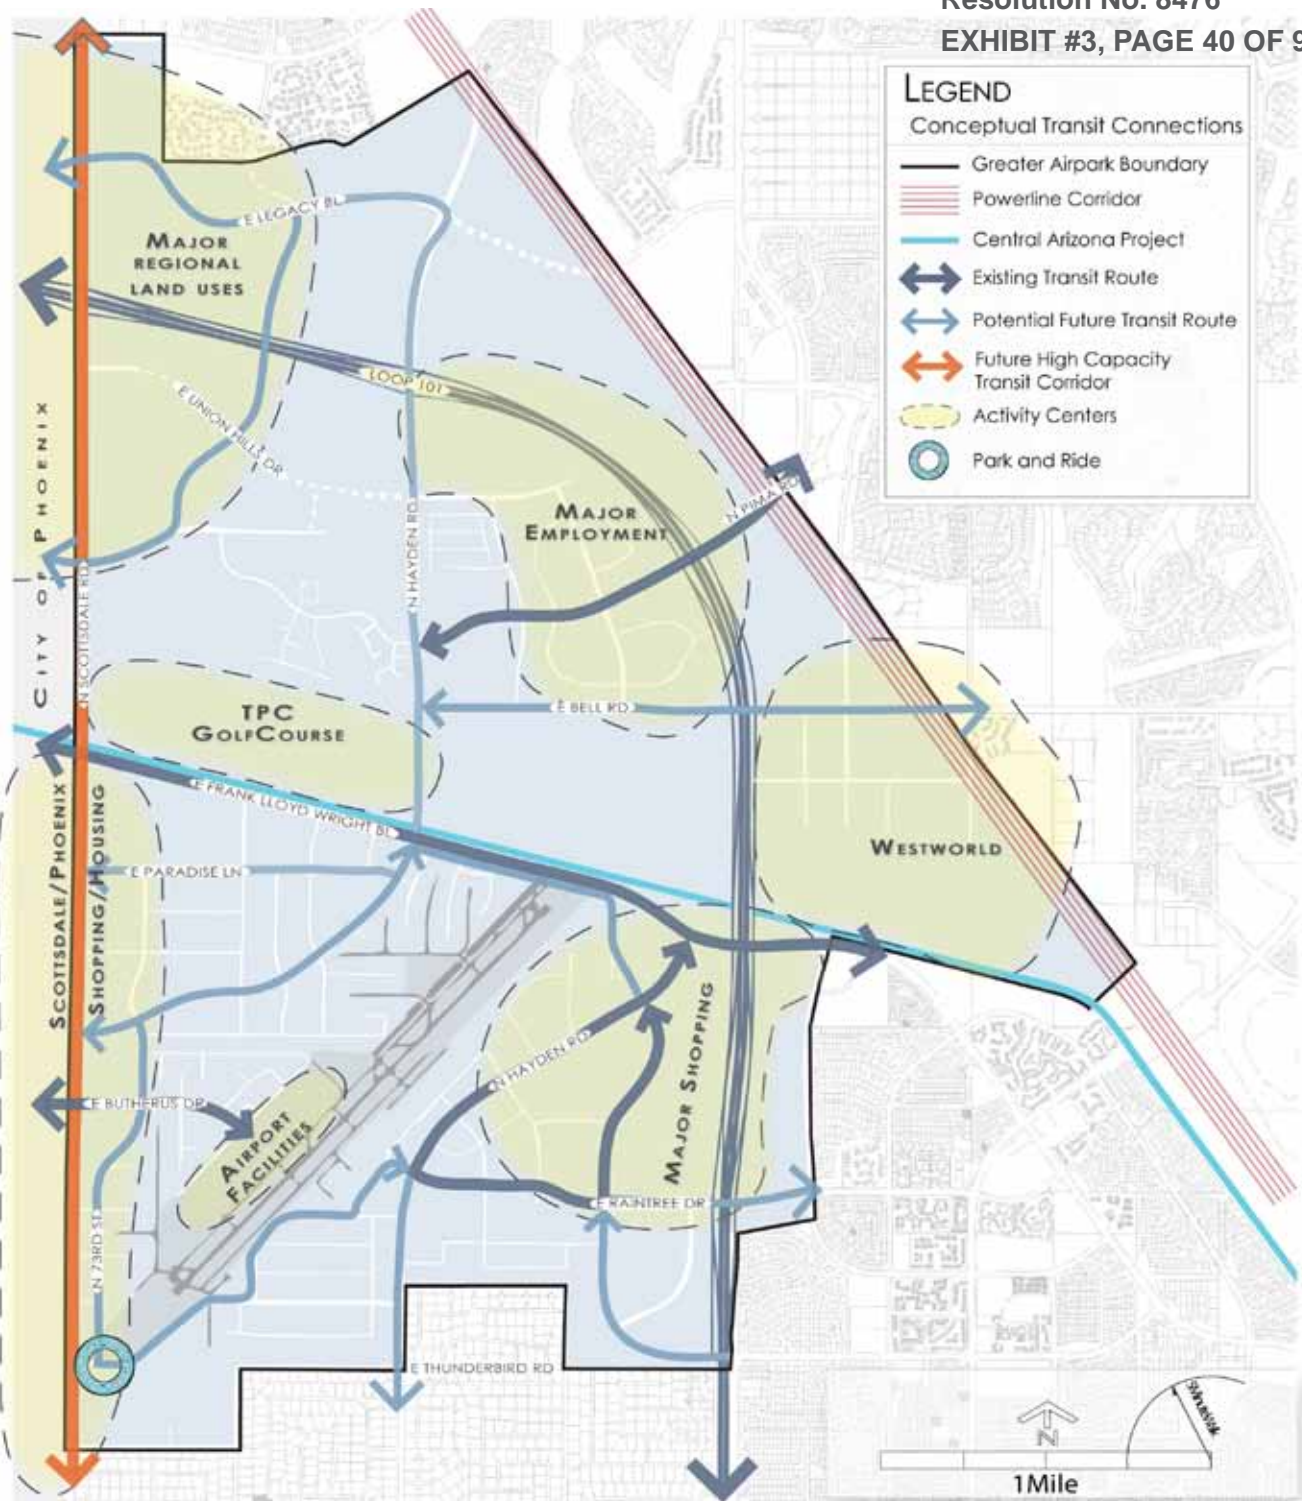 Resolution No. 8476
EXHIBIT #3, PAGE 40 OF 9
LEGEND
Conceptual Transit Connections
Greater Airpark Boundary
Powerline Corridor
Central Arizona Project
Existing Transit Route
Potential Future Transit Route
Future High Capacity
Transit Corridor
Activity Centers
Park and Ride
E LEGACY BL
MAJOR
REGIONAL
LAND USES
LOOP 101
E UNION HILLS DR
CITY OF PHOENIX
N SCOTTSDALE RD
N HAYDEN RD
MAJOR
EMPLOYMENT
N PIMA RD
TPC
GOLFCOURSE
E BELL RD
E FRANK LLOYD WRIGHT BL
WESTWORLD
SCOTTSDALE/PHOENIX
SHOPPING/HOUSING
E PARADISE LN
N HAYDEN RD
MAJOR SHOPPING
E BUTHERUS DR
AIRPORT
FACILITIES
E RAINTREE DR
N 73RD ST
E THUNDERBIRD RD
N
1Mile